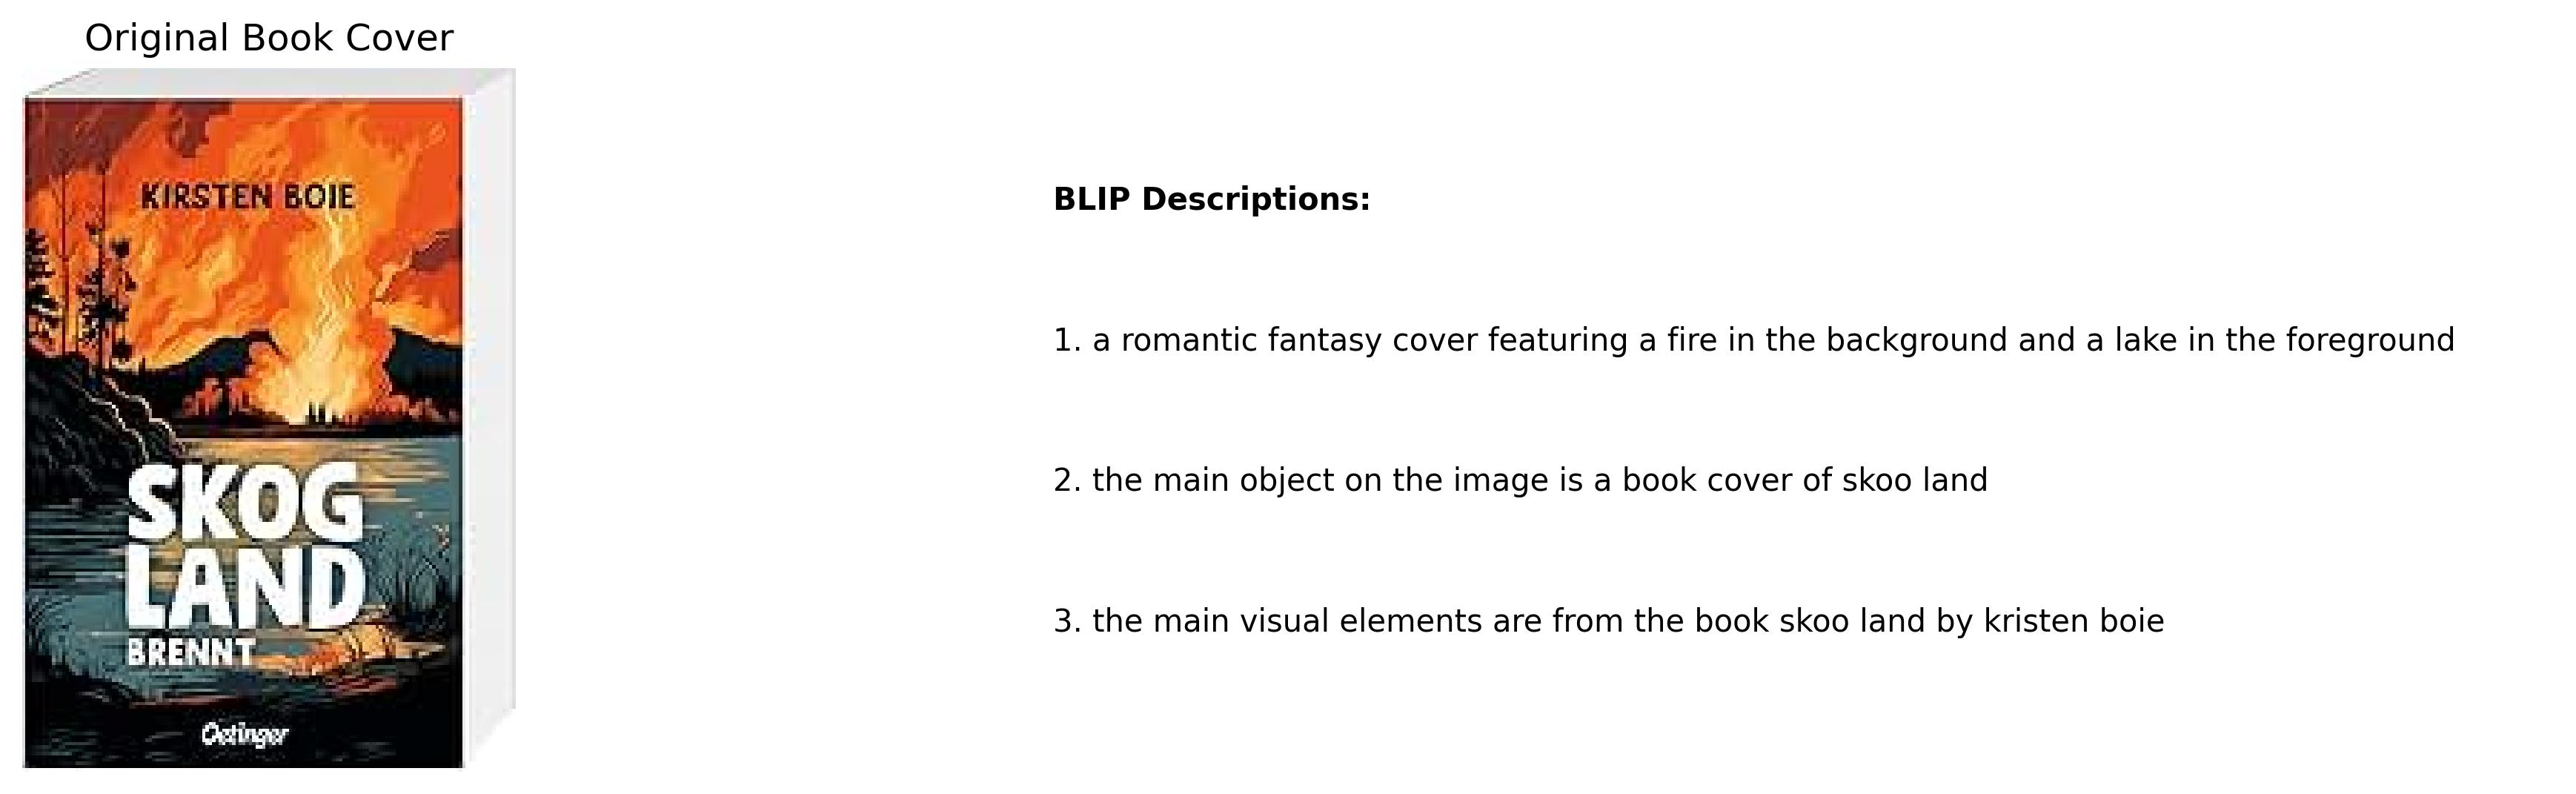 Original Book Cover
KIRSTEN BOIE
SKOG
LAND
BRENNT
Oetinger
BLIP Descriptions:
1. a romantic fantasy cover featuring a fire in the background and a lake in the foreground
2. the main object on the image is a book cover of skoo land
3. the main visual elements are from the book skoo land by kristen boie